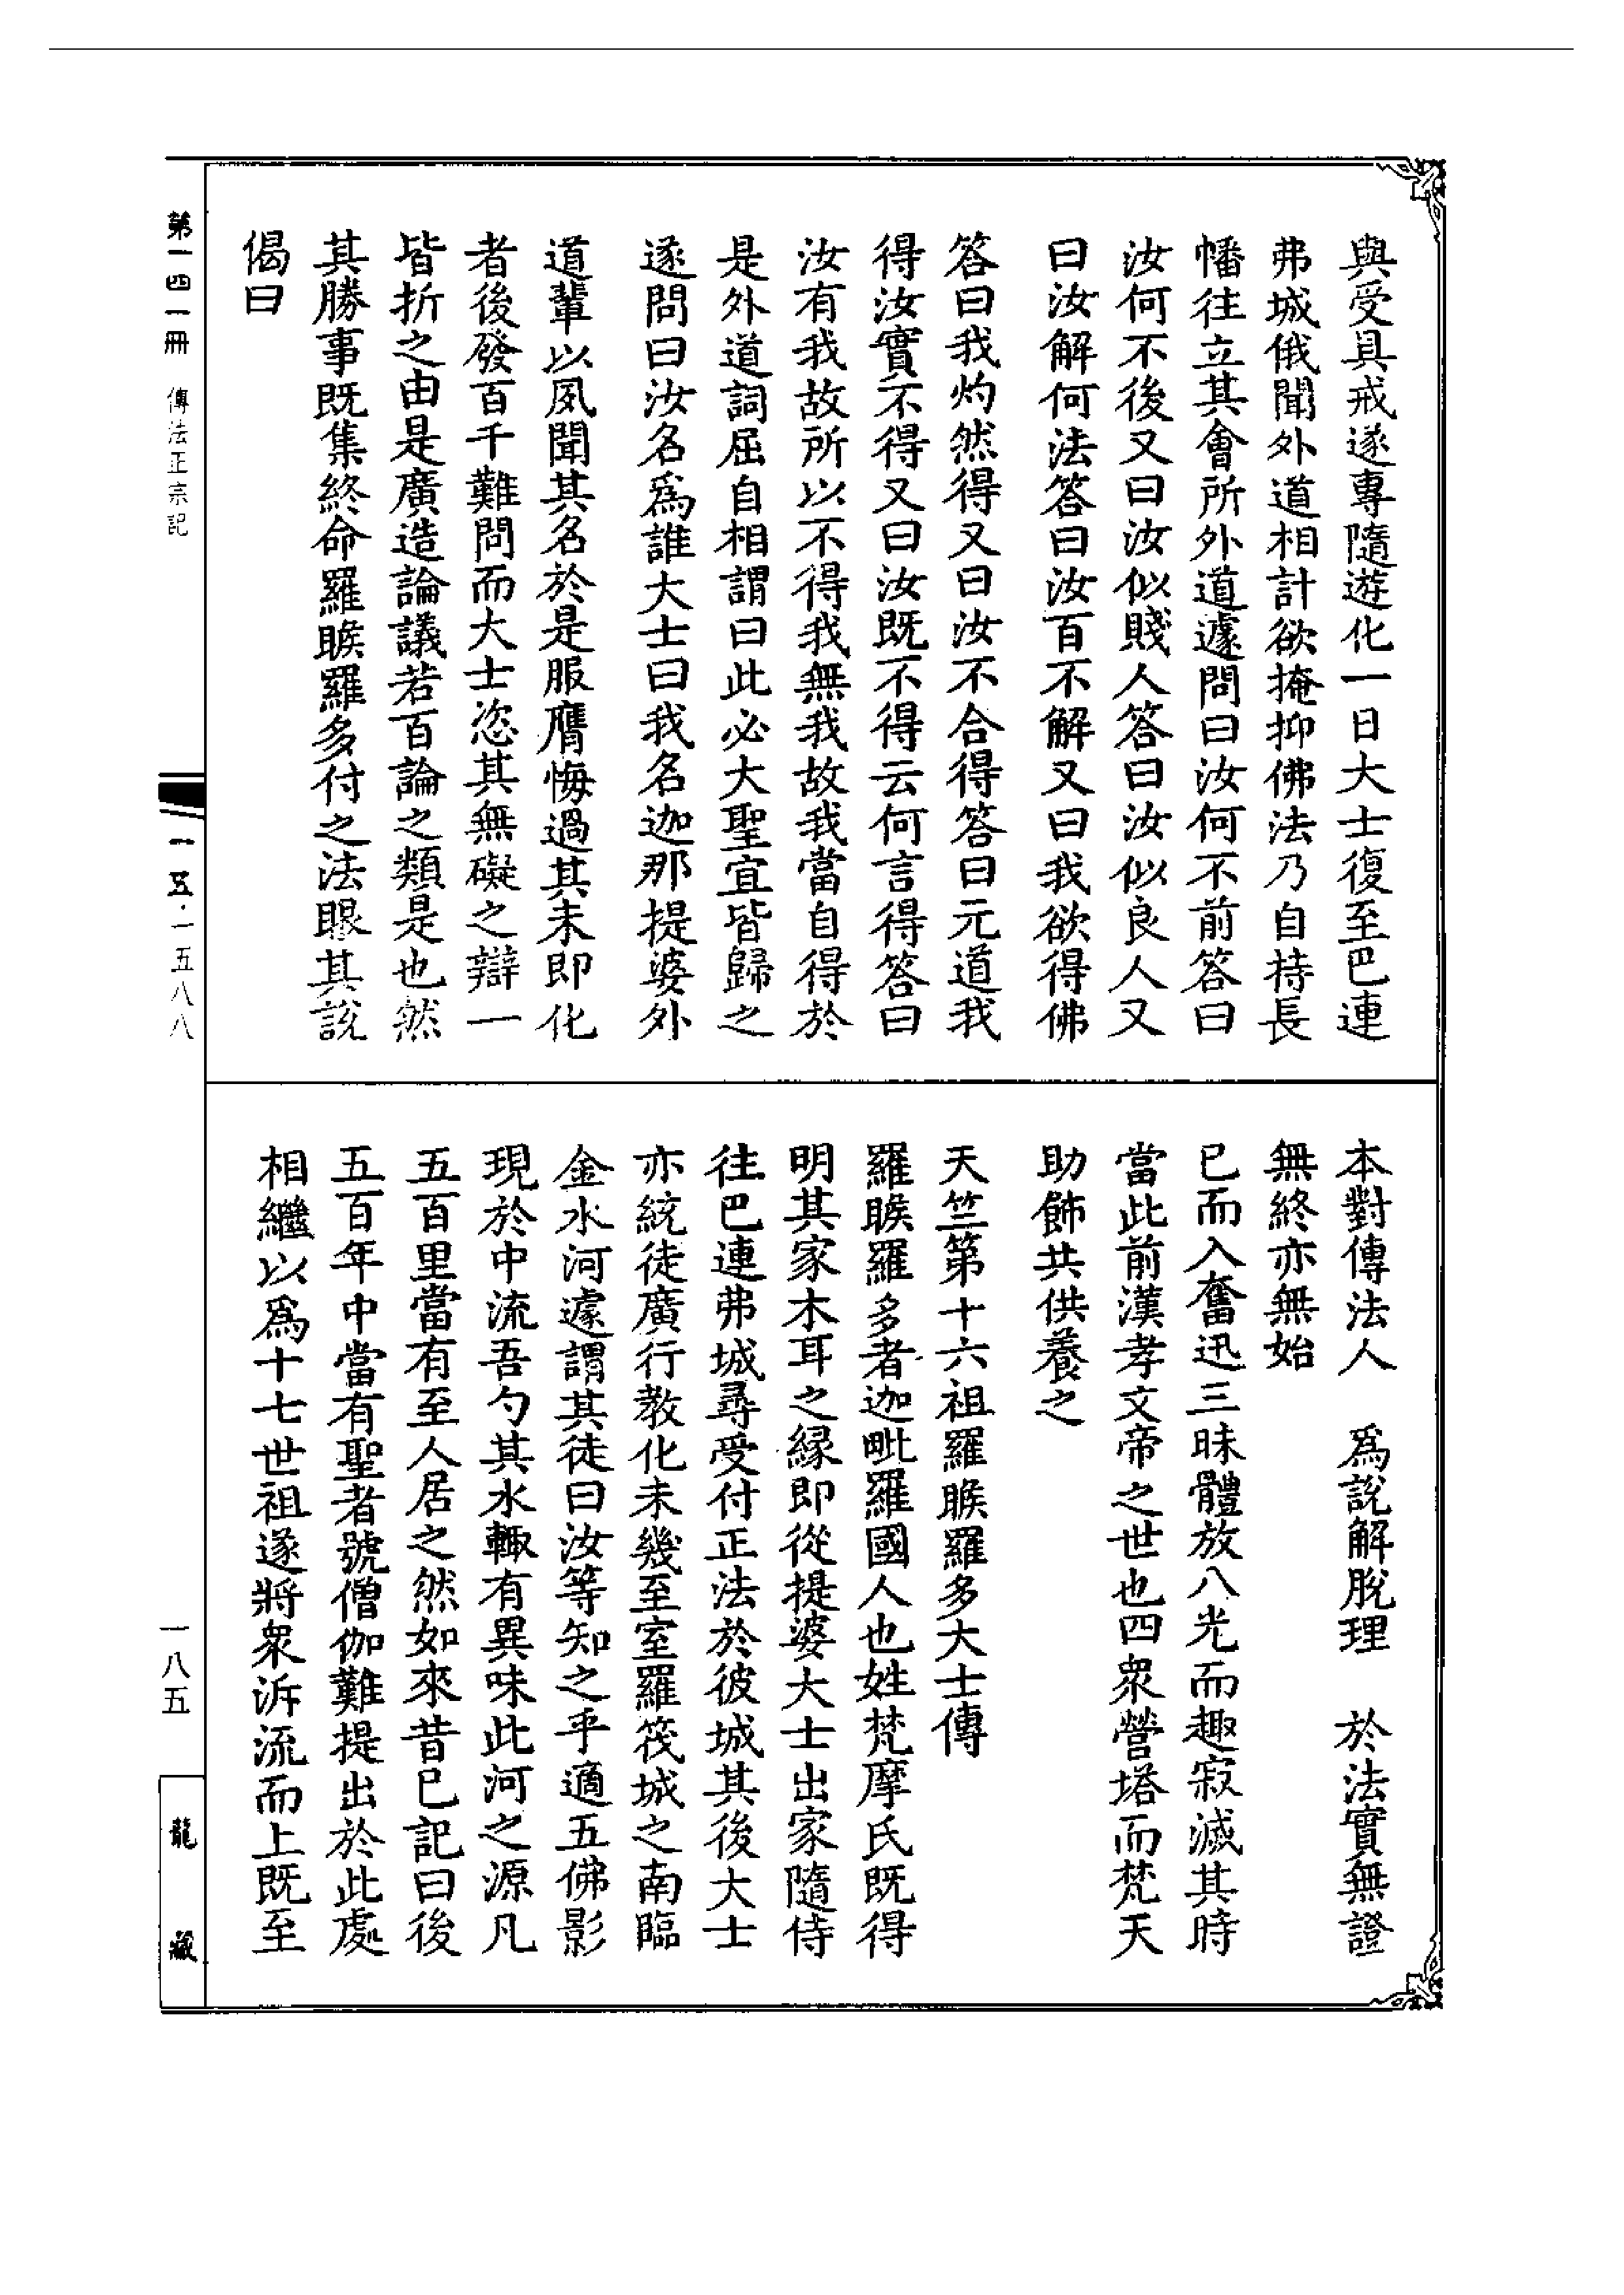 與受具戒遂專隨遊化一日大士復至巴連
弗城俄聞外道相計欲掩抑佛法乃自持長
幡往立其會所外道遽問曰汝何不前答曰
汝何不後又曰汝似賤人答曰汝似良人又
曰汝解何法答曰汝百不解又曰我欲得佛
答曰我灼然得又曰汝不合得答曰元道我
得汝實不得又曰汝既不得云何言得答曰
汝有我故所以不得我無我故我當自得於
是外道詞屈自相謂曰此必大聖宜皆歸之
遂問曰汝名爲誰大士曰我名迦那提婆外
道輩以夙聞其名於是服膺悔過其未即化
者後發百千難問而大士恣其無礙之辯一
皆折之由是廣造論議若百論之類是也然
其勝事既集終命羅睺羅多付之法眼其說
偈曰
本對傳法人　爲說解脫理　於法實無證
無終亦無始
已而入奮迅三昧體放八光而趣寂滅其時
當此前漢孝文帝之世也四衆營塔而梵天
助飾共供養之
天竺第十六祖羅睺羅多大士傳
羅睺羅多者迦毗羅國人也姓梵摩氏既得
明其家木耳之縁即從提婆大士出家隨侍
往巴連弗城尋受付正法於彼城其後大士
亦統徒廣行教化未幾至室羅筏城之南臨
金水河遽謂其徒曰汝等知之乎適五佛影
現於中流吾勺其水輙有異味此河之源凡
五百里當有至人居之然如來昔已記曰後
五百年中當有聖者號僧伽難提出於此處
相繼以爲十七世祖遂將衆泝流而上既至
第一四一冊　傳法正宗記
一五·一五八八
一八五
龍藏